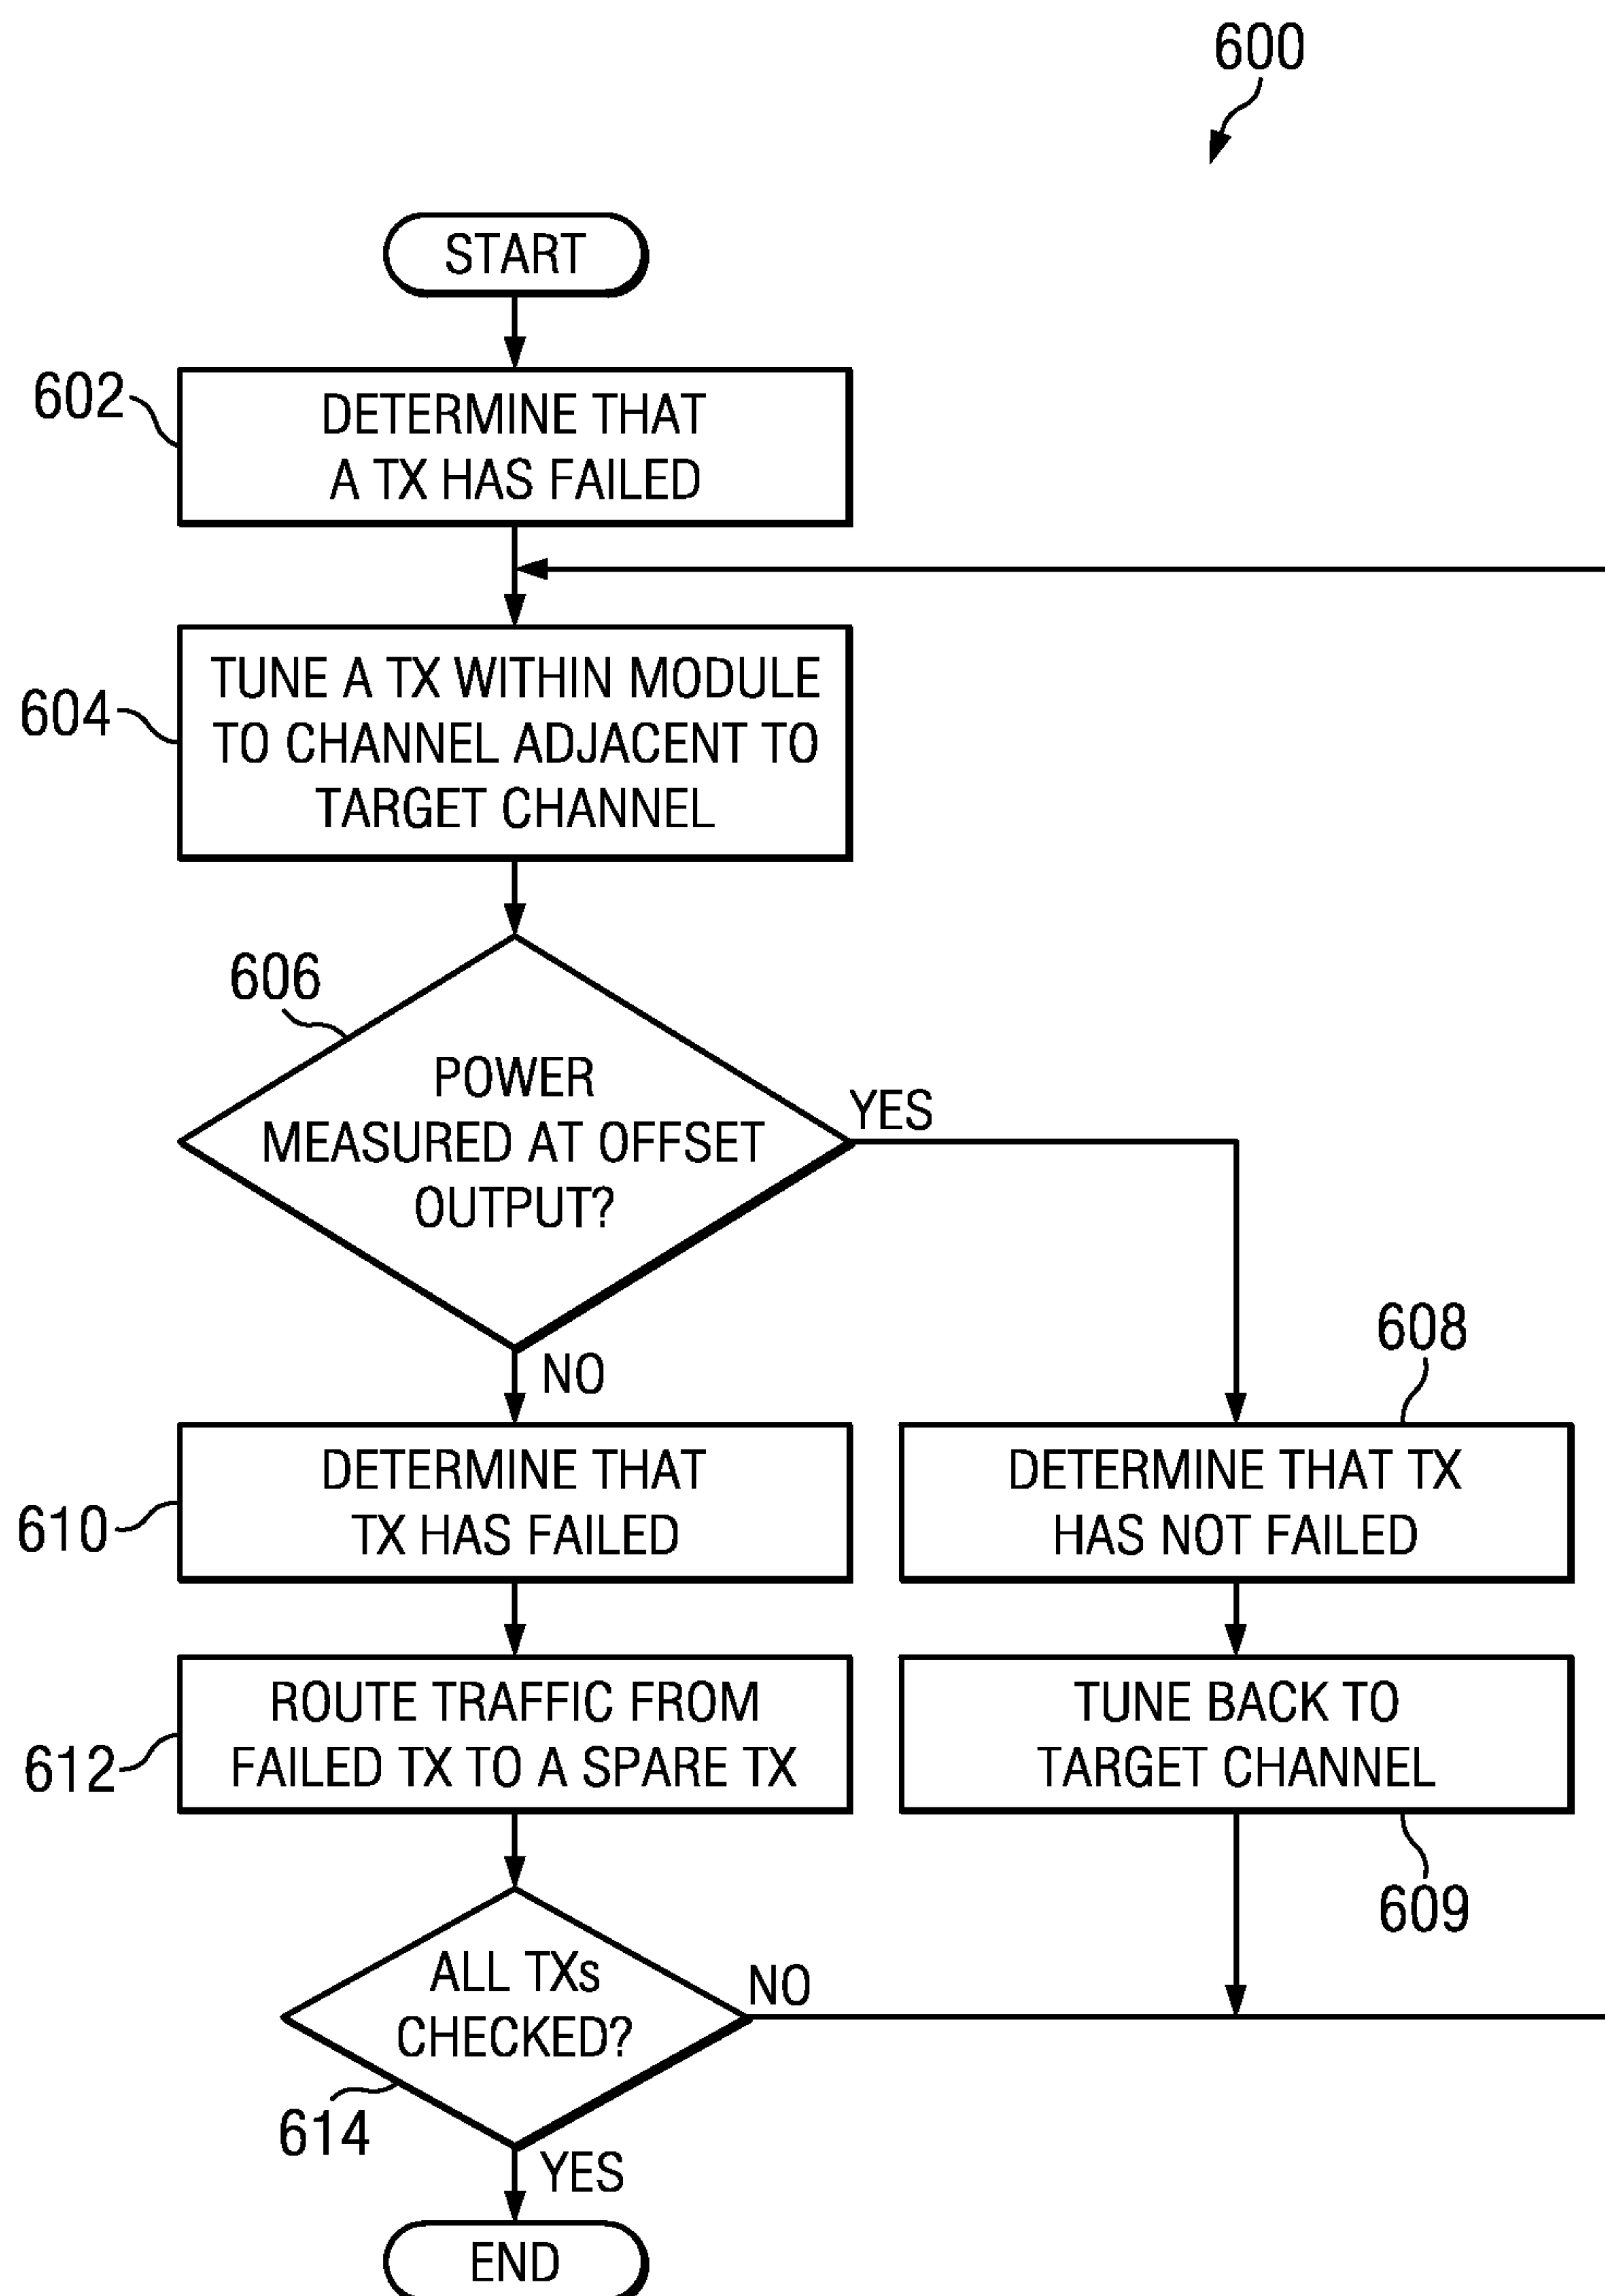 600
START
602
DETERMINE THAT
A TX HAS FAILED
604
TUNE A TX WITHIN MODULE
TO CHANNEL ADJACENT TO
TARGET CHANNEL
606
POWER
MEASURED AT OFFSET
OUTPUT?
YES
NO
608
610
DETERMINE THAT
TX HAS FAILED
DETERMINE THAT TX
HAS NOT FAILED
612
ROUTE TRAFFIC FROM
FAILED TX TO A SPARE TX
TUNE BACK TO
TARGET CHANNEL
609
ALL TXs
CHECKED?
NO
614
YES
END